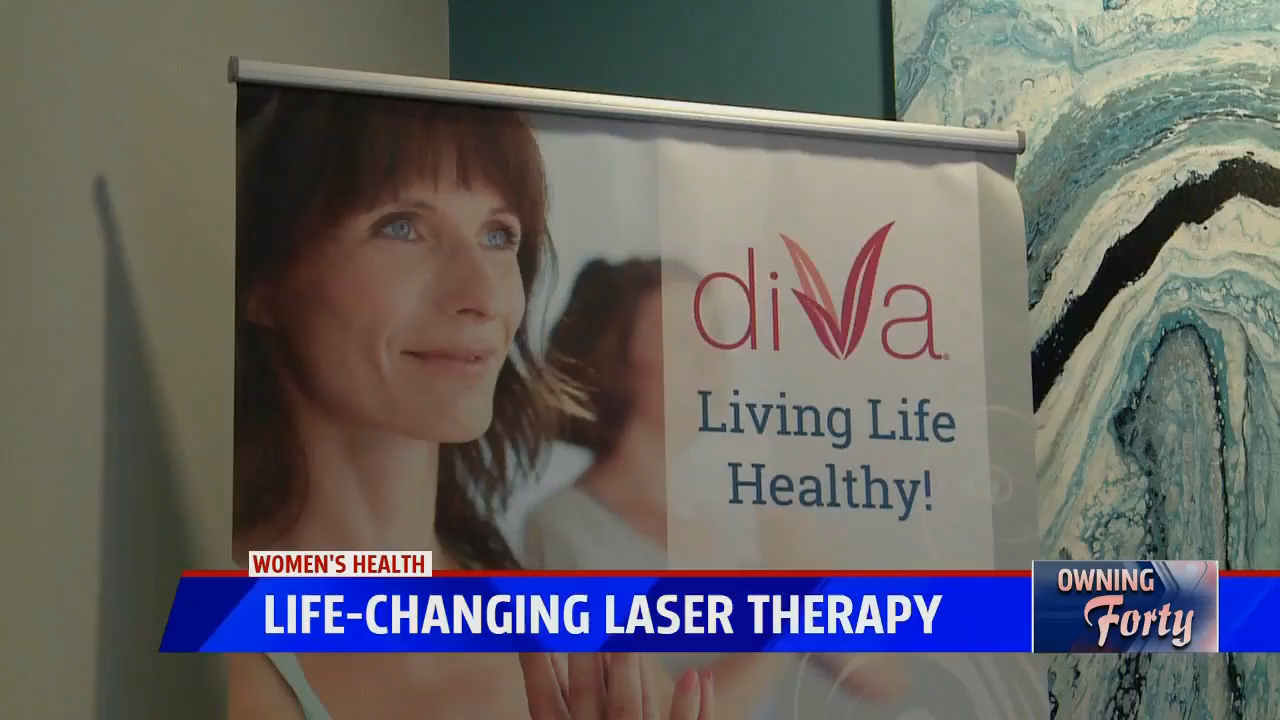 diVa
Living Life
Healthy!
WOMEN'S HEALTH
LIFE-CHANGING LASER THERAPY
OWNING
Forty